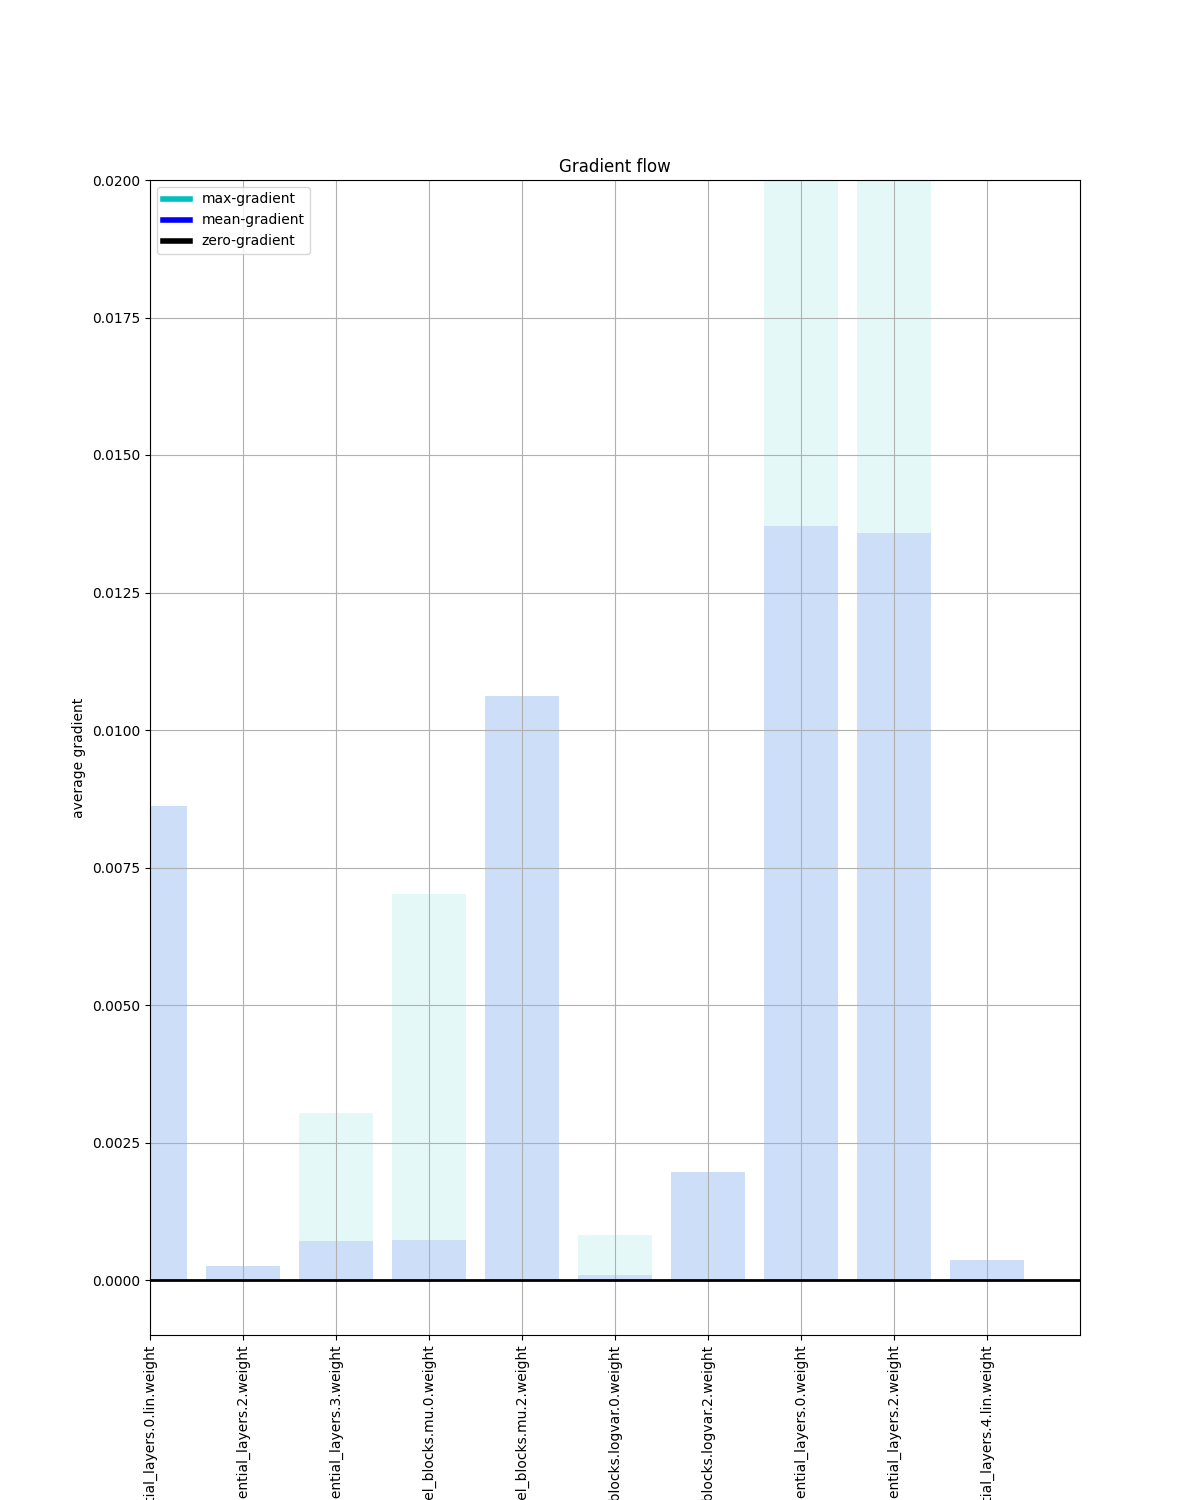 Gradient flow
max-gradient
mean-gradient
zero-gradient
0.0200
0.0175
0.0150
0.0125
0.0100
0.0075
0.0050
0.0025
0.0000
average gradient
tial_layers.0.lin.weight
ential_layers.2.weight
ential_layers.3.weight
el_blocks.mu.0.weight
el_blocks.mu.2.weight
blocks.logvar.0.weight
blocks.logvar.2.weight
ential_layers.0.weight
ential_layers.2.weight
tial_layers.4.lin.weight